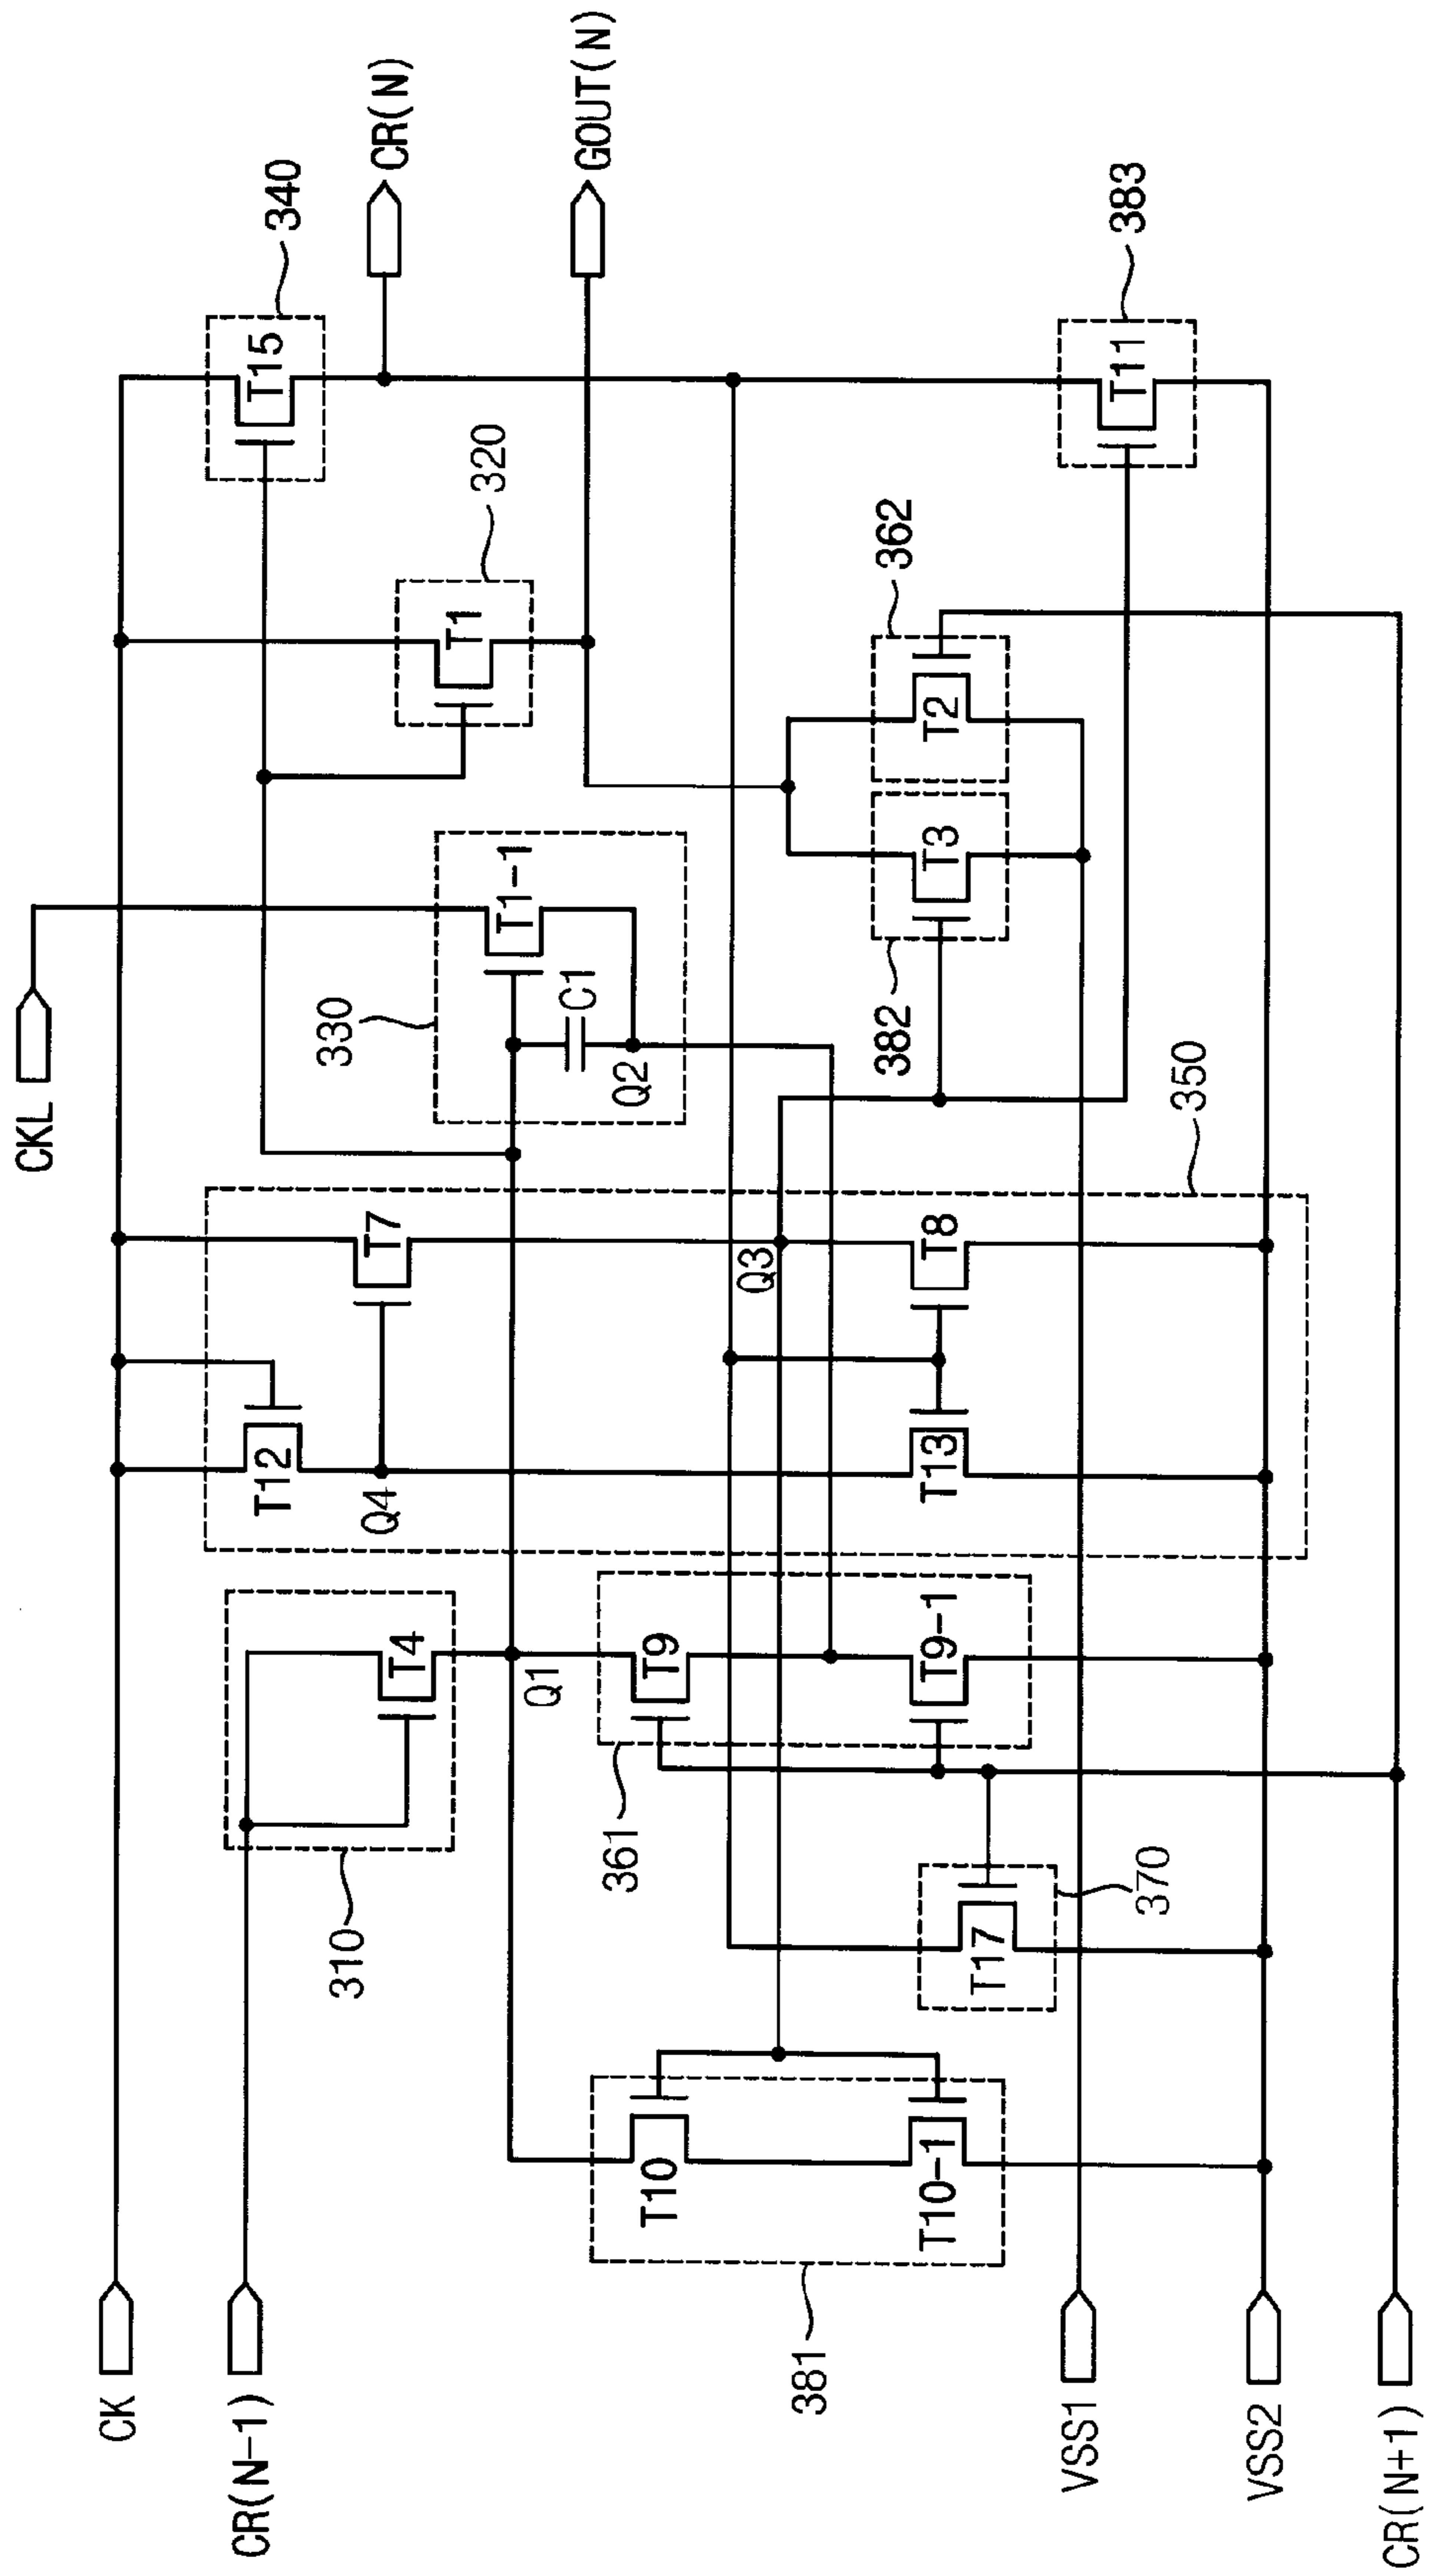 CKL
CK
CR(N-1)
VSS1
VSS2
CR(N+1)
CR(N)
GOUT(N)
310
T4
Q1
320
T1
330
T1-1
C1
Q2
340
T15
350
T12
Q4
T7
Q3
T13
T8
361
T9
T9-1
362
T2
370
T17
381
T10
T10-1
382
T3
383
T11